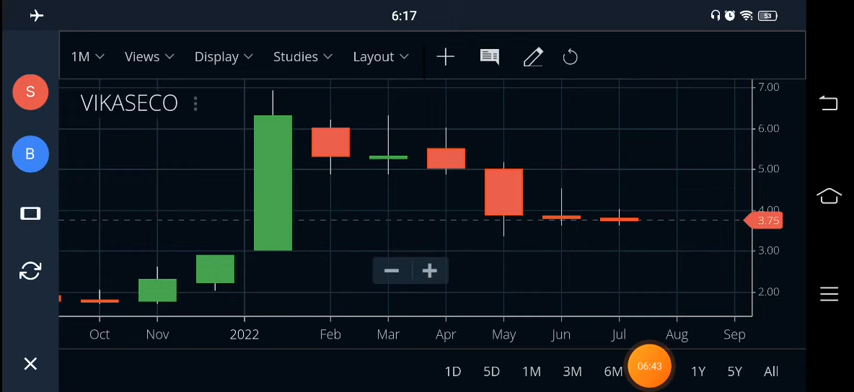 6:17
53
1M Views Display Studies Layout
S
B
VIKASECO
7.00
6.00
5.00
4.00
3.75
3.00
2.00
Oct Nov 2022 Feb Mar Apr May Jun Jul Aug Sep
1D 5D 1M 3M 6M 06:43 1Y 5Y All